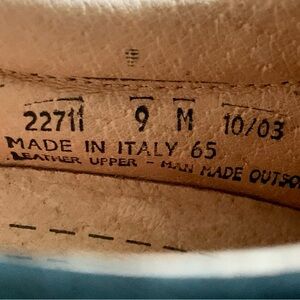 22711 9 M 10/03
MADE IN ITALY 65
LEATHER UPPER - MAN MADE OUTSO